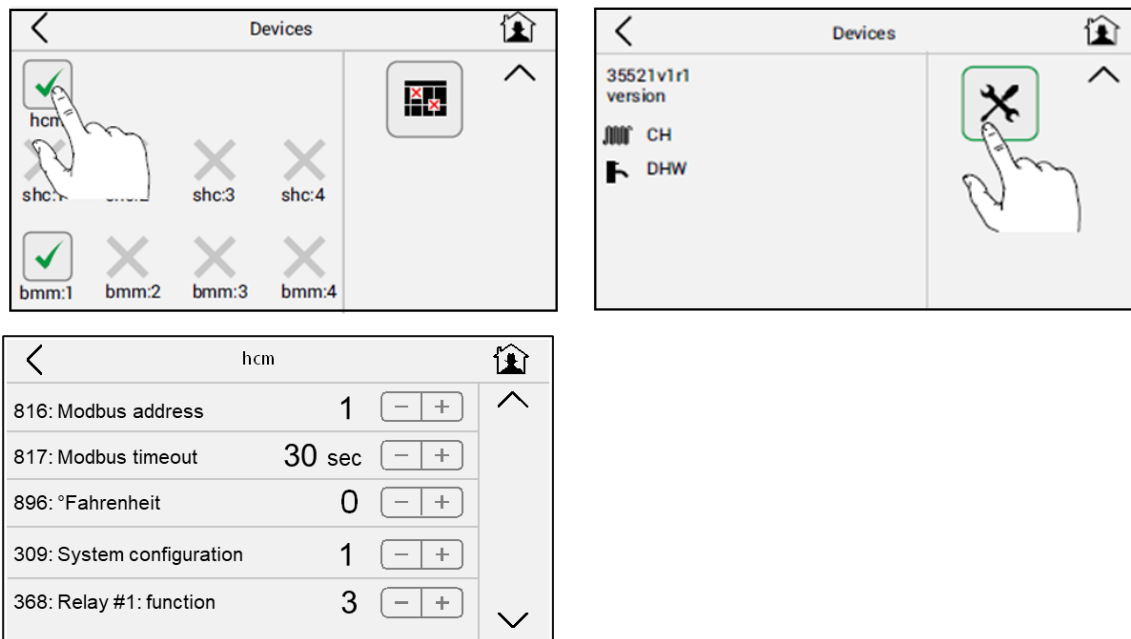 Devices
hcm
shc:3 shc:4
bmm:1 bmm:2 bmm:3 bmm:4
Devices
35521v1r1
version
CH
DHW
hcm
816: Modbus address 1 - +
817: Modbus timeout 30 sec - +
896: °Fahrenheit 0 - +
309: System configuration 1 - +
368: Relay #1: function 3 - +